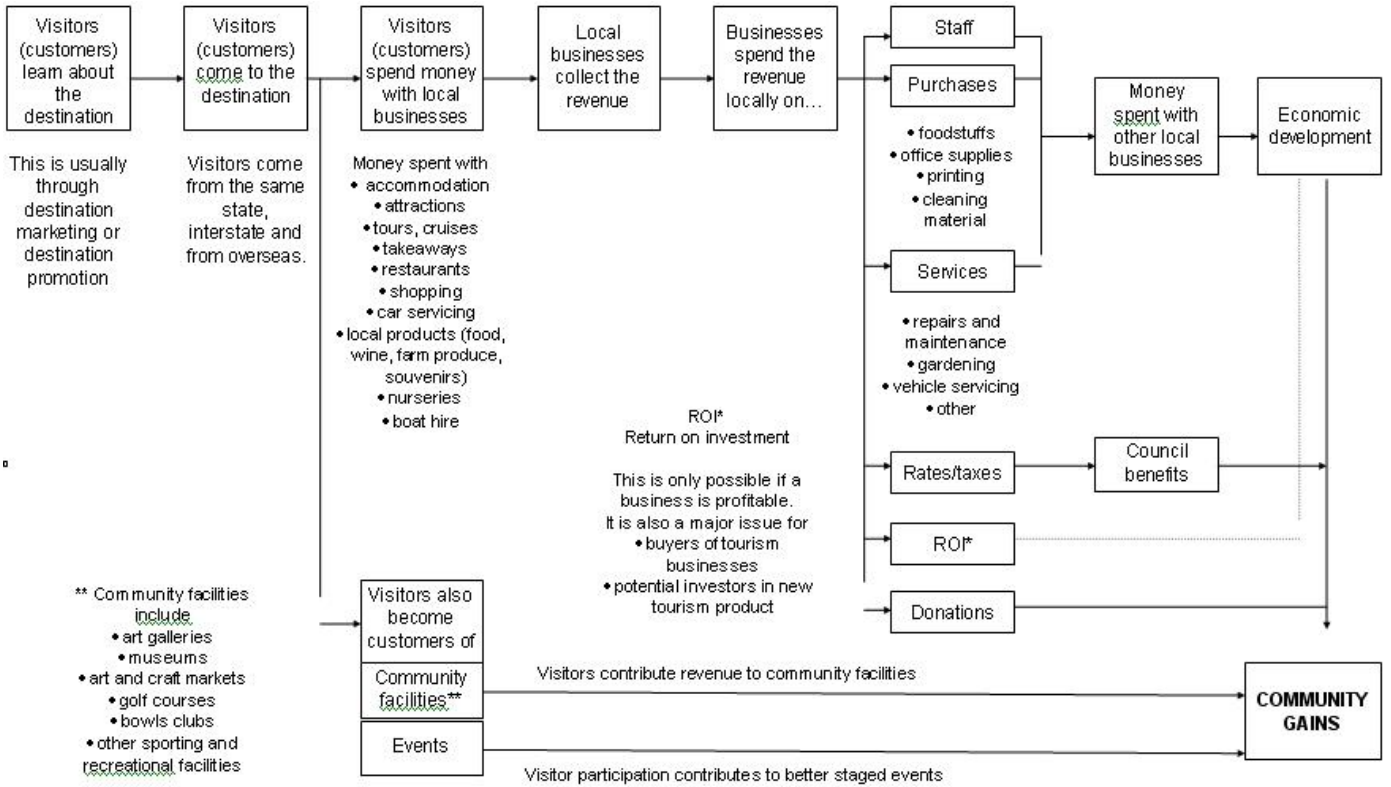 Visitors
(customers)
learn about
the
destination
Visitors
(customers)
come to the
destination
Visitors
(customers)
spend money
with local
businesses
Local
businesses
collect the
revenue
Businesses
spend the
revenue
locally on...
Staff
Purchases
• foodstuffs
• office supplies
• printing
• cleaning
material
Services
• repairs and
maintenance
• gardening
• vehicle servicing
• other
Money
spent with
other local
businesses
Economic
development
This is usually
through
destination
marketing or
destination
promotion
Visitors come
from the same
state,
interstate and
from overseas.
Money spent with
• accommodation
• attractions
• tours, cruises
• takeaways
• restaurants
• shopping
• car servicing
• local products (food,
wine, farm produce,
souvenirs)
• nurseries
• boat hire
ROI*
Return on investment
This is only possible if a
business is profitable.
It is also a major issue for
• buyers of tourism
businesses
• potential investors in new
tourism product
Rates/taxes
Council
benefits
ROI*
Donations
** Community facilities
include
• art galleries
• museums
• art and craft markets
• golf courses
• bowls clubs
• other sporting and
recreational facilities
Visitors also
become
customers of
Community
facilities**
Events
Visitors contribute revenue to community facilities
Visitor participation contributes to better staged events
COMMUNITY
GAINS